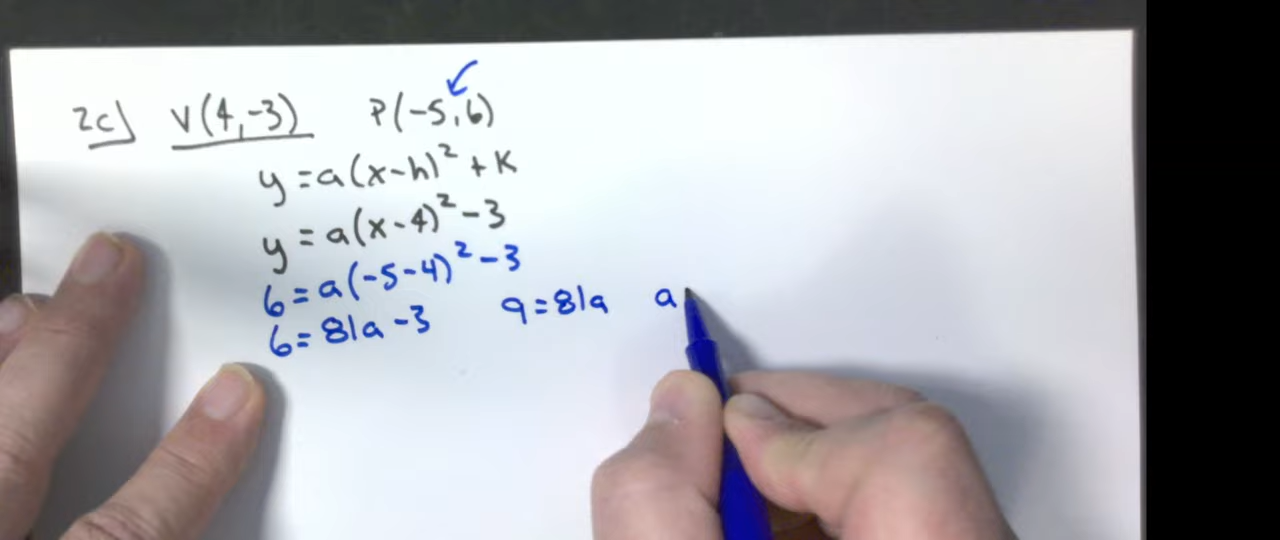 2c) V(4,-3) P(-5,6)
y = a(x-h)² + k
y = a(x-4)² - 3
6 = a(-5-4)² - 3
6 = 81a - 3 9 = 81a a